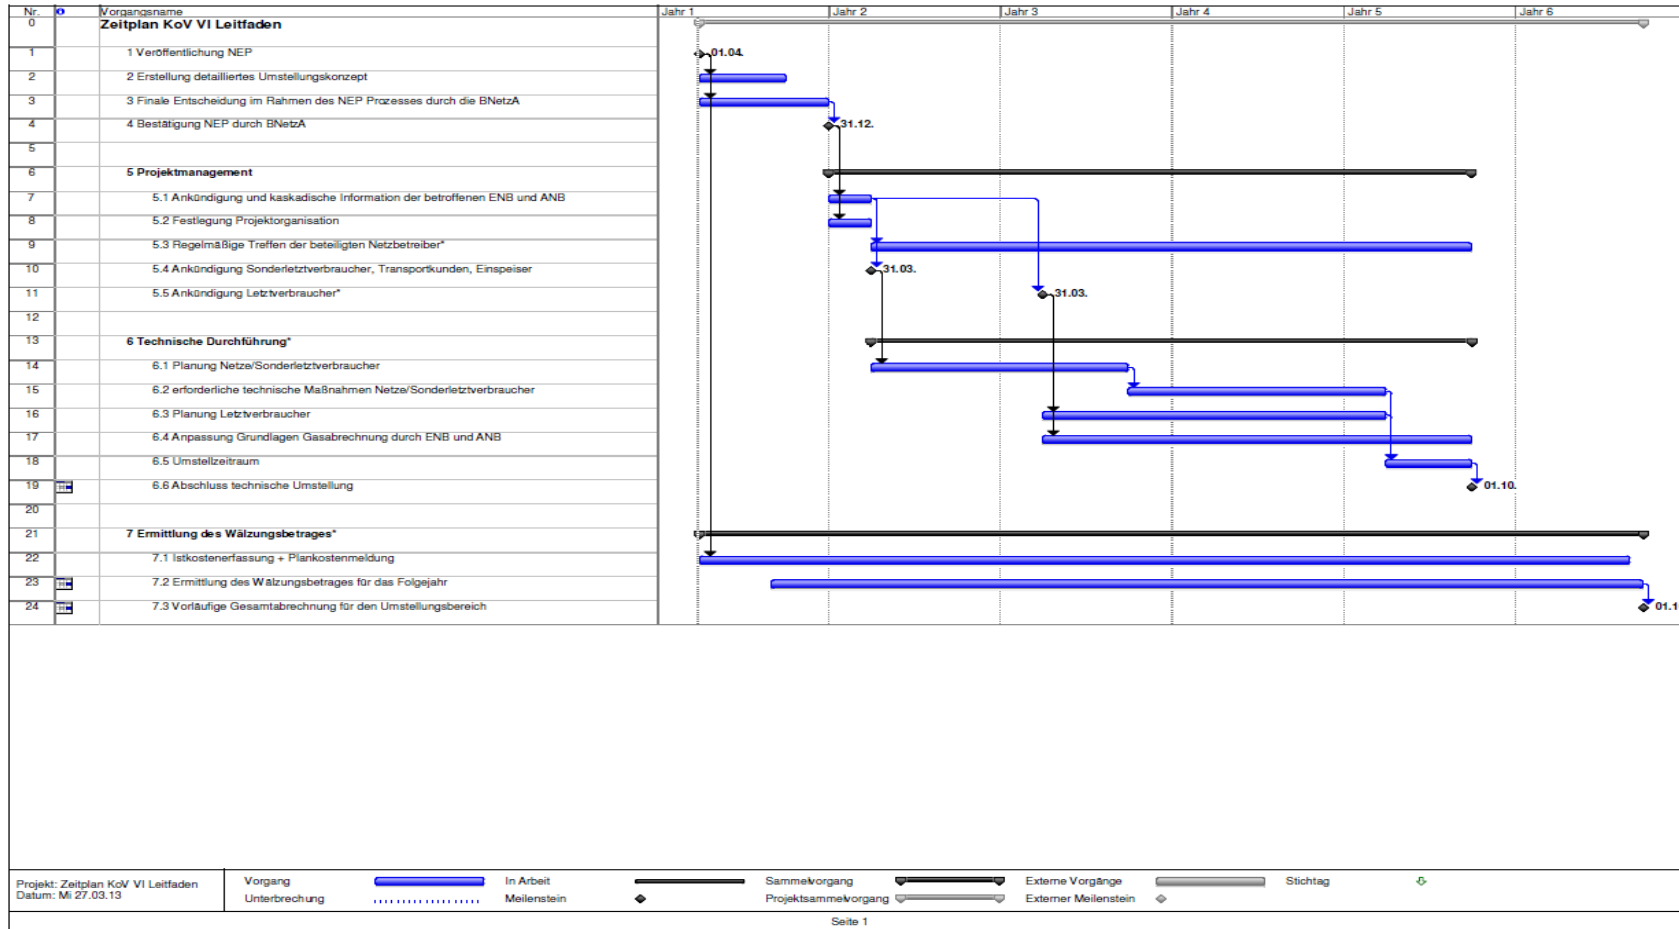 Nr. Vorgangsname Jahr 1 Jahr 2 Jahr 3 Jahr 4 Jahr 5 Jahr 6
0 Zeitplan KoV VI Leitfaden
1 1 Veröffentlichung NEP 01.04.
2 2 Erstellung detailliertes Umstellungskonzept
3 3 Finale Entscheidung im Rahmen des NEP Prozesses durch die BNetzA
4 4 Bestätigung NEP durch BNetzA 31.12.
5
6 5 Projektmanagement
7 5.1 Ankündigung und kaskadische Information der betroffenen ENB und ANB
8 5.2 Festlegung Projektorganisation
9 5.3 Regelmäßige Treffen der beteiligten Netzbetreiber*
10 5.4 Ankündigung Sonderletztverbraucher, Transportkunden, Einspeiser 31.03.
11 5.5 Ankündigung Letztverbraucher* 31.03.
12
13 6 Technische Durchführung*
14 6.1 Planung Netze/Sonderletztverbraucher
15 6.2 erforderliche technische Maßnahmen Netze/Sonderletztverbraucher
16 6.3 Planung Letztverbraucher
17 6.4 Anpassung Grundlagen Gasabrechnung durch ENB und ANB
18 6.5 Umstellzeitraum
19 6.6 Abschluss technische Umstellung 01.10.
20
21 7 Ermittlung des Wälzungsbetrages*
22 7.1 Istkostenerfassung + Plankostenmeldung
23 7.2 Ermittlung des Wälzungsbetrages für das Folgejahr
24 7.3 Vorläufige Gesamtabrechnung für den Umstellungsbereich 01.1
Projekt: Zeitplan KoV VI Leitfaden
Datum: Mi 27.03.13
Vorgang In Arbeit Sammelvorgang Externe Vorgänge Stichtag
Unterbrechung Meilenstein Projektsammelvorgang Externer Meilenstein
Seite 1